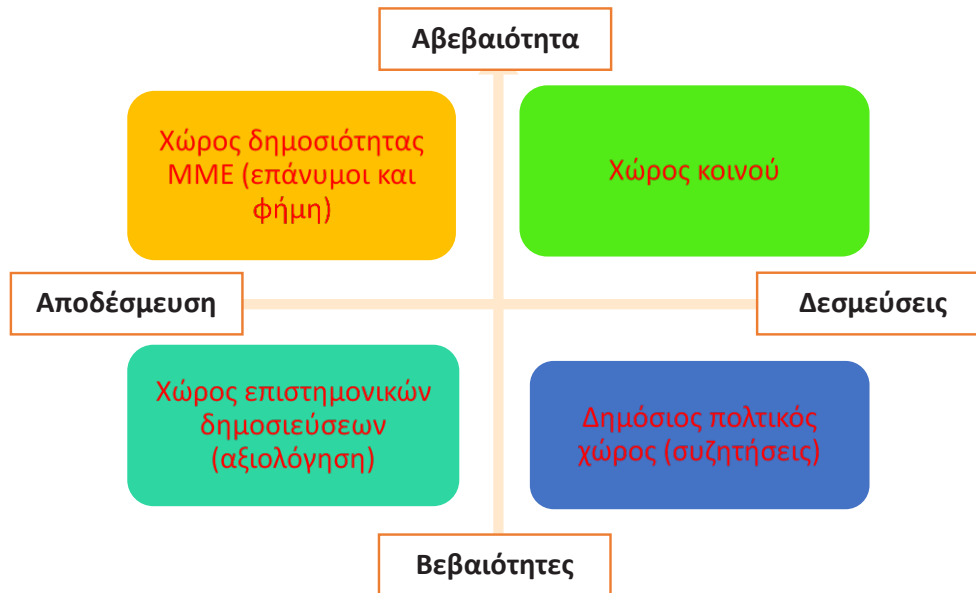 Αβεβαιότητα
Χώρος δημοσιότητας
ΜΜΕ (επάνυμοι και
φήμη)
Χώρος κοινού
Αποδέσμευση
Δεσμεύσεις
Χώρος επιστημονικών
δημοσιεύσεων
(αξιολόγηση)
Δημόσιος πολτικός
χώρος (συζητήσεις)
Βεβαιότητες